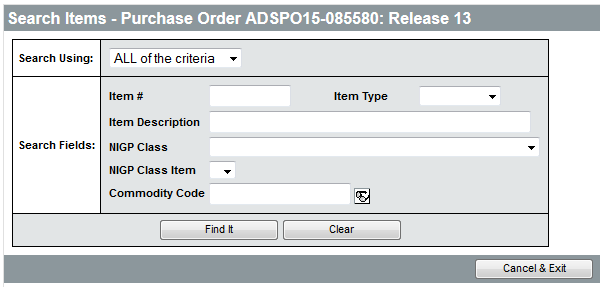 Search Items - Purchase Order ADSPO15-085580: Release 13
Search Using: ALL of the criteria
Search Fields:
Item # Item Type
Item Description
NIGP Class
NIGP Class Item
Commodity Code
Find It Clear
Cancel & Exit